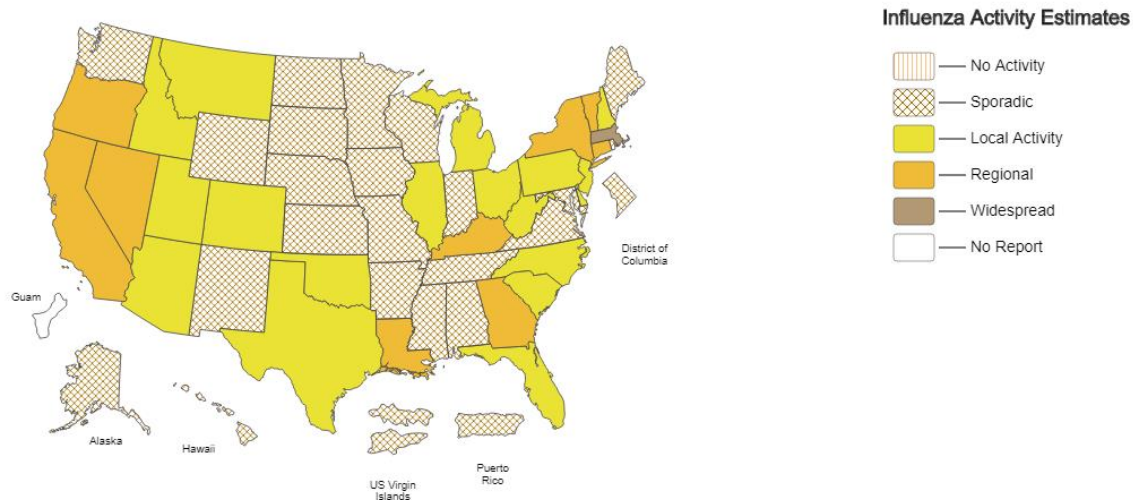 Influenza Activity Estimates
No Activity
Sporadic
Local Activity
Regional
Widespread
No Report
District of
Columbia
Guam
Alaska
Hawaii
US Virgin
Islands
Puerto
Rico